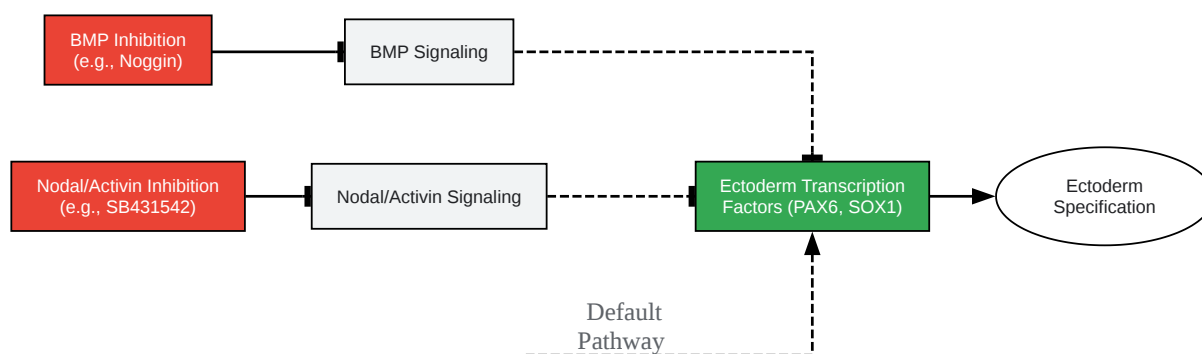 BMP Inhibition
(e.g., Noggin)
BMP Signaling
Nodal/Activin Inhibition
(e.g., SB431542)
Nodal/Activin Signaling
Ectoderm Transcription
Factors (PAX6, SOX1)
Ectoderm
Specification
Default
Pathway